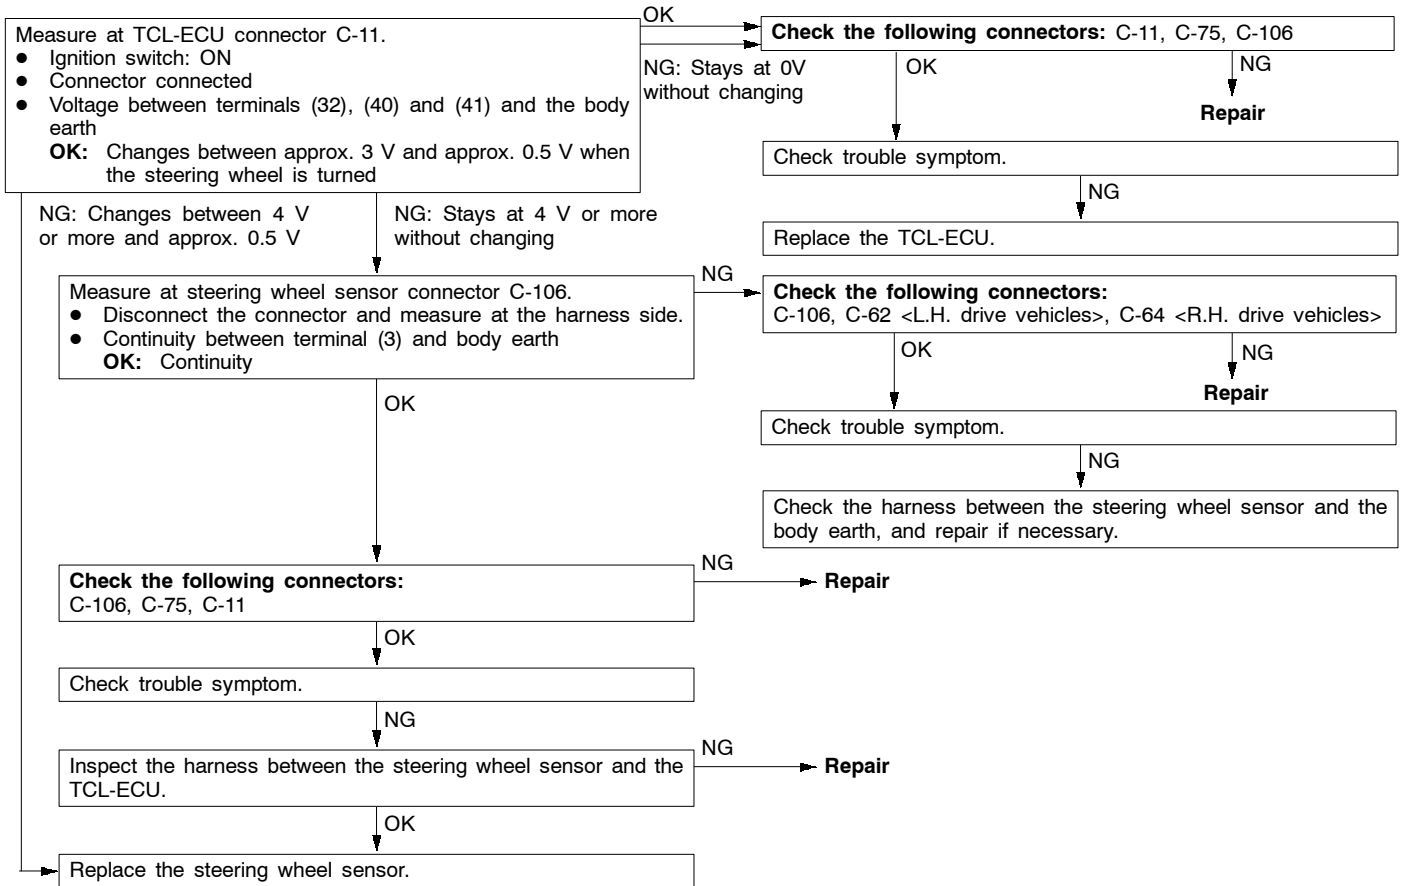 Measure at TCL-ECU connector C-11.
● Ignition switch: ON
● Connector connected
● Voltage between terminals (32), (40) and (41) and the body
earth
OK: Changes between approx. 3 V and approx. 0.5 V when
the steering wheel is turned
OK
NG: Stays at 0V
without changing
Check the following connectors: C-11, C-75, C-106
OK
NG
Repair
Check trouble symptom.
NG
Replace the TCL-ECU.
NG: Changes between 4 V
or more and approx. 0.5 V
NG: Stays at 4 V or more
without changing
Measure at steering wheel sensor connector C-106.
● Disconnect the connector and measure at the harness side.
● Continuity between terminal (3) and body earth
OK: Continuity
NG
Check the following connectors:
C-106, C-62 <L.H. drive vehicles>, C-64 <R.H. drive vehicles>
OK
NG
Repair
Check trouble symptom.
NG
Check the harness between the steering wheel sensor and the
body earth, and repair if necessary.
OK
Check the following connectors:
C-106, C-75, C-11
NG
Repair
OK
Check trouble symptom.
NG
Inspect the harness between the steering wheel sensor and the
TCL-ECU.
NG
Repair
OK
Replace the steering wheel sensor.